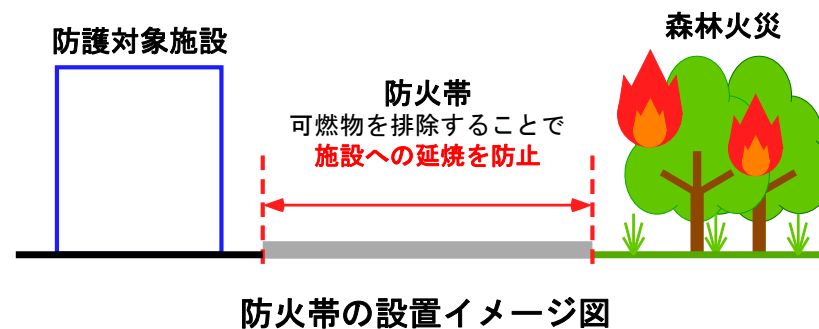 防護対象施設
森林火災
防火帯
可燃物を排除することで
施設への延焼を防止
防火帯の設置イメージ図